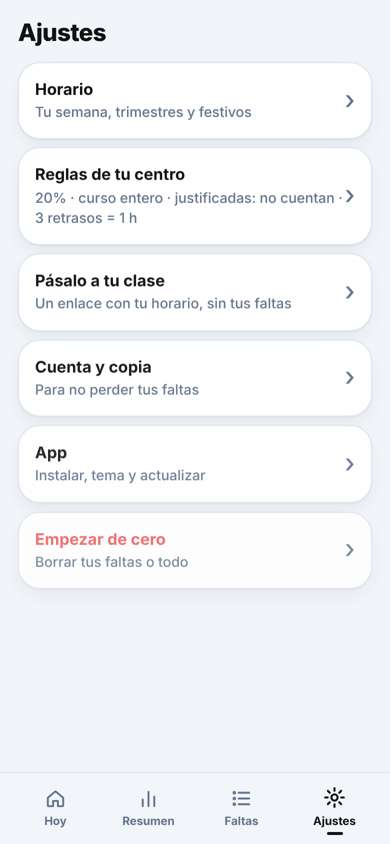 Ajustes
Horario
Tu semana, trimestres y festivos
Reglas de tu centro
20% · curso entero · justificadas: no cuentan ·
3 retrasos = 1 h
Pásalo a tu clase
Un enlace con tu horario, sin tus faltas
Cuenta y copia
Para no perder tus faltas
App
Instalar, tema y actualizar
Empezar de cero
Borrar tus faltas o todo
Hoy
Resumen
Faltas
Ajustes